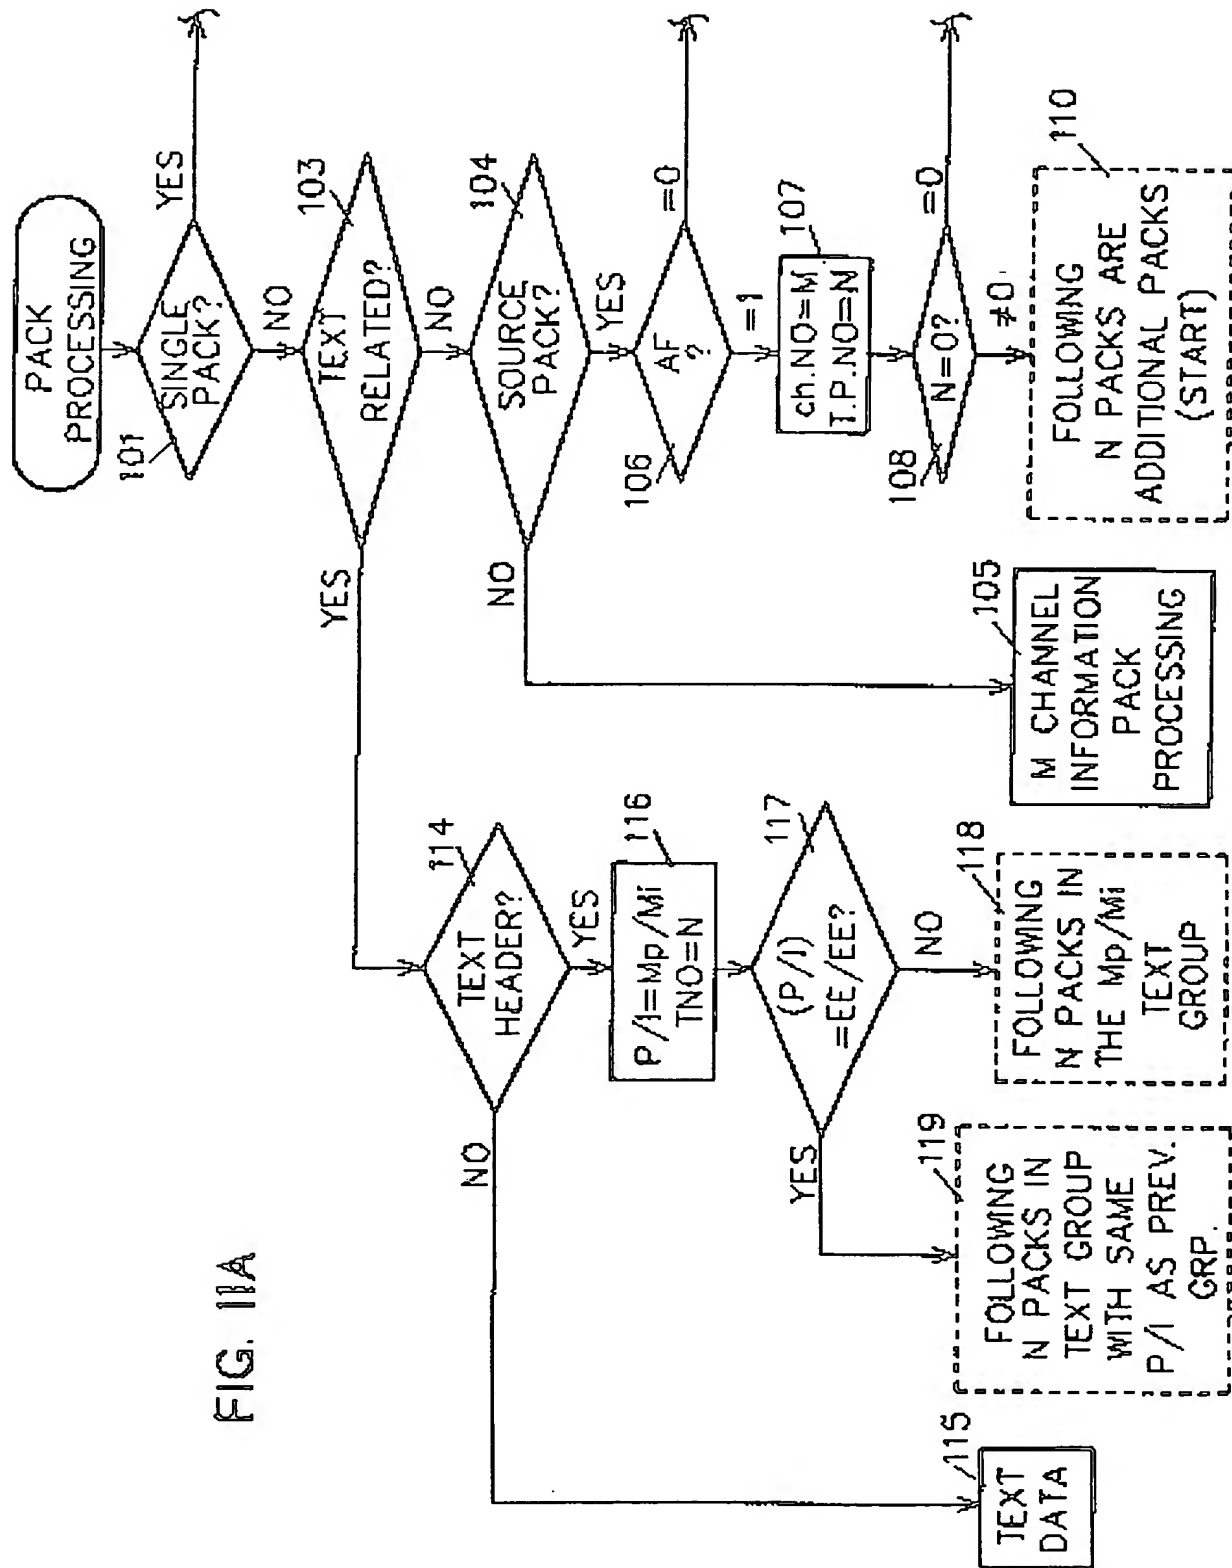 FIG. 11A
PACK
PROCESSING
101
SINGLE
PACK?
YES
NO
103
TEXT
RELATED?
YES
NO
104
SOURCE
PACK?
NO
YES
106
AF
?
=0
=1
107
ch.NO=M
T.P.NO=N
108
N=0?
=0
≠0
110
FOLLOWING
N PACKS ARE
ADDITIONAL PACKS
(START)
105
M CHANNEL
INFORMATION
PACK
PROCESSING
114
TEXT
HEADER?
NO
YES
116
P/I=Mp/Mi
TNO=N
117
(P/I)
=EE/EE?
YES
NO
118
FOLLOWING
N PACKS IN
THE Mp/Mi
TEXT
GROUP
119
FOLLOWING
N PACKS IN
TEXT GROUP
WITH SAME
P/I AS PREV.
GRP.
115
TEXT
DATA